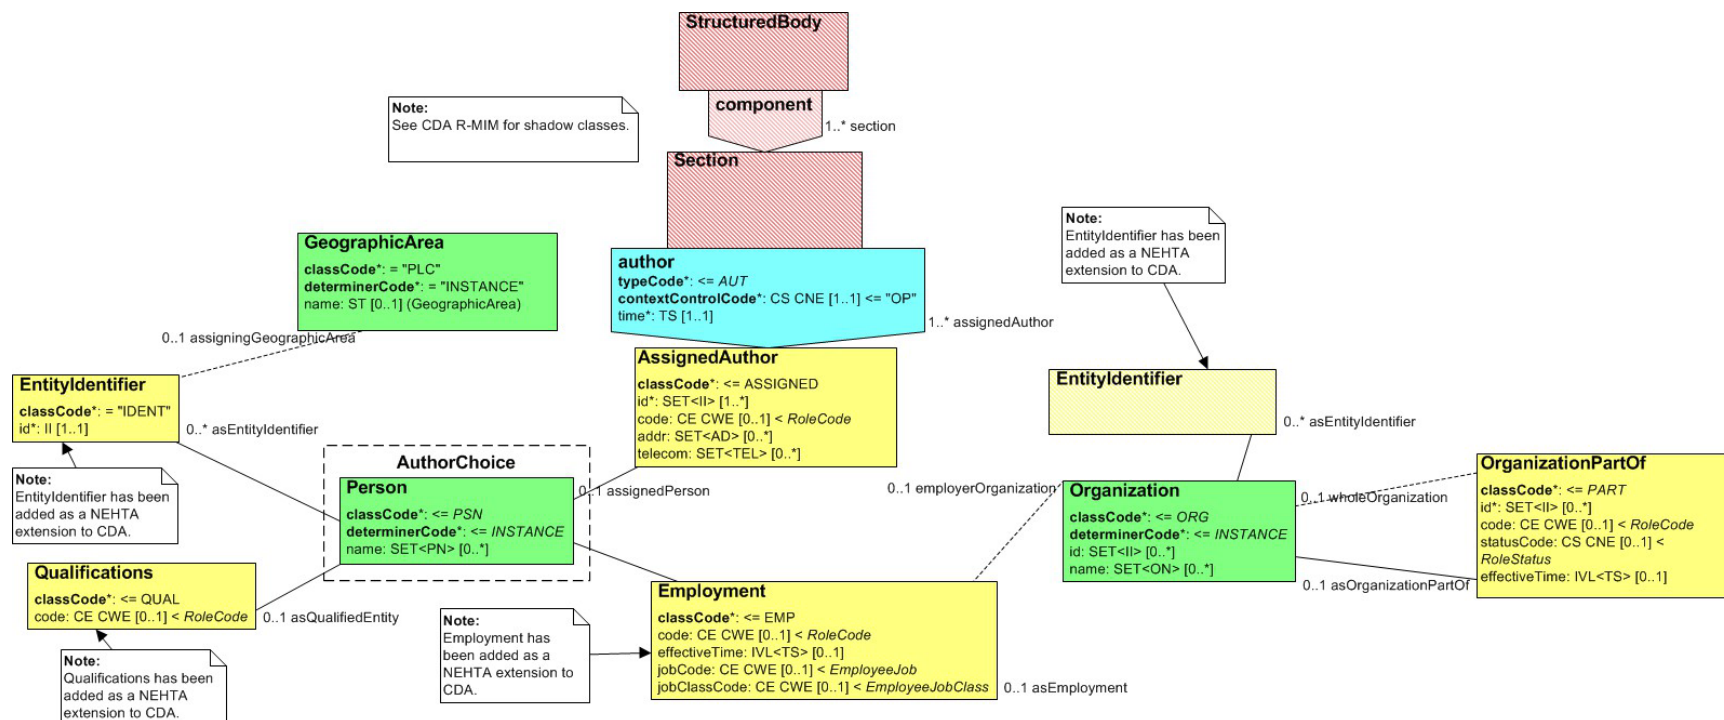 StructuredBody
component
1..* section
Note:
See CDA R-MIM for shadow classes.
Section
Note:
EntityIdentifier has been
added as a NEHTA
extension to CDA.
GeographicArea
classCode*: = "PLC"
determinerCode*: = "INSTANCE"
name: ST [0..1] (GeographicArea)
author
typeCode*: <= AUT
contextControlCode*: CS CNE [1..1] <= "OP"
time*: TS [1..1]
0..1 assigningGeographicArea
1..* assignedAuthor
EntityIdentifier
classCode*: = "IDENT"
id*: II [1..1]
0..* asEntityIdentifier
AssignedAuthor
classCode*: <= ASSIGNED
id*: SET<II> [1..*]
code: CE CWE [0..1] < RoleCode
addr: SET<AD> [0..*]
telecom: SET<TEL> [0..*]
EntityIdentifier
0..* asEntityIdentifier
Note:
EntityIdentifier has been
added as a NEHTA
extension to CDA.
AuthorChoice
Person
classCode*: <= PSN
determinerCode*: <= INSTANCE
name: SET<PN> [0..*]
0..1 assignedPerson
0..1 employerOrganization
Organization
classCode*: <= ORG
determinerCode*: <= INSTANCE
id: SET<II> [0..*]
name: SET<ON> [0..*]
0..1 wholeOrganization
OrganizationPartOf
classCode*: <= PART
id*: SET<II> [0..*]
code: CE CWE [0..1] < RoleCode
statusCode: CS CNE [0..1] <
RoleStatus
effectiveTime: IVL<TS> [0..1]
0..1 asOrganizationPartOf
Qualifications
classCode*: <= QUAL
code: CE CWE [0..1] < RoleCode
0..1 asQualifiedEntity
Note:
Qualifications has been
added as a NEHTA
extension to CDA.
Note:
Employment has
been added as a
NEHTA extension to
CDA.
Employment
classCode*: <= EMP
code: CE CWE [0..1] < RoleCode
effectiveTime: IVL<TS> [0..1]
jobCode: CE CWE [0..1] < EmployeeJob
jobClassCode: CE CWE [0..1] < EmployeeJobClass
0..1 asEmployment